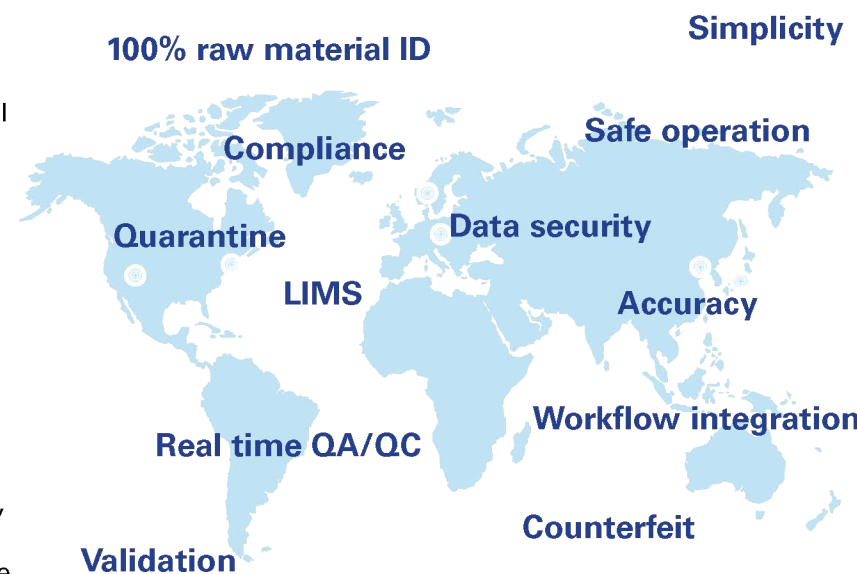 Simplicity
100% raw material ID
l
Safe operation
Compliance
Data security
Quarantine
LIMS
Accuracy
Workflow integration
Real time QA/QC
y
Counterfeit
Validation
e